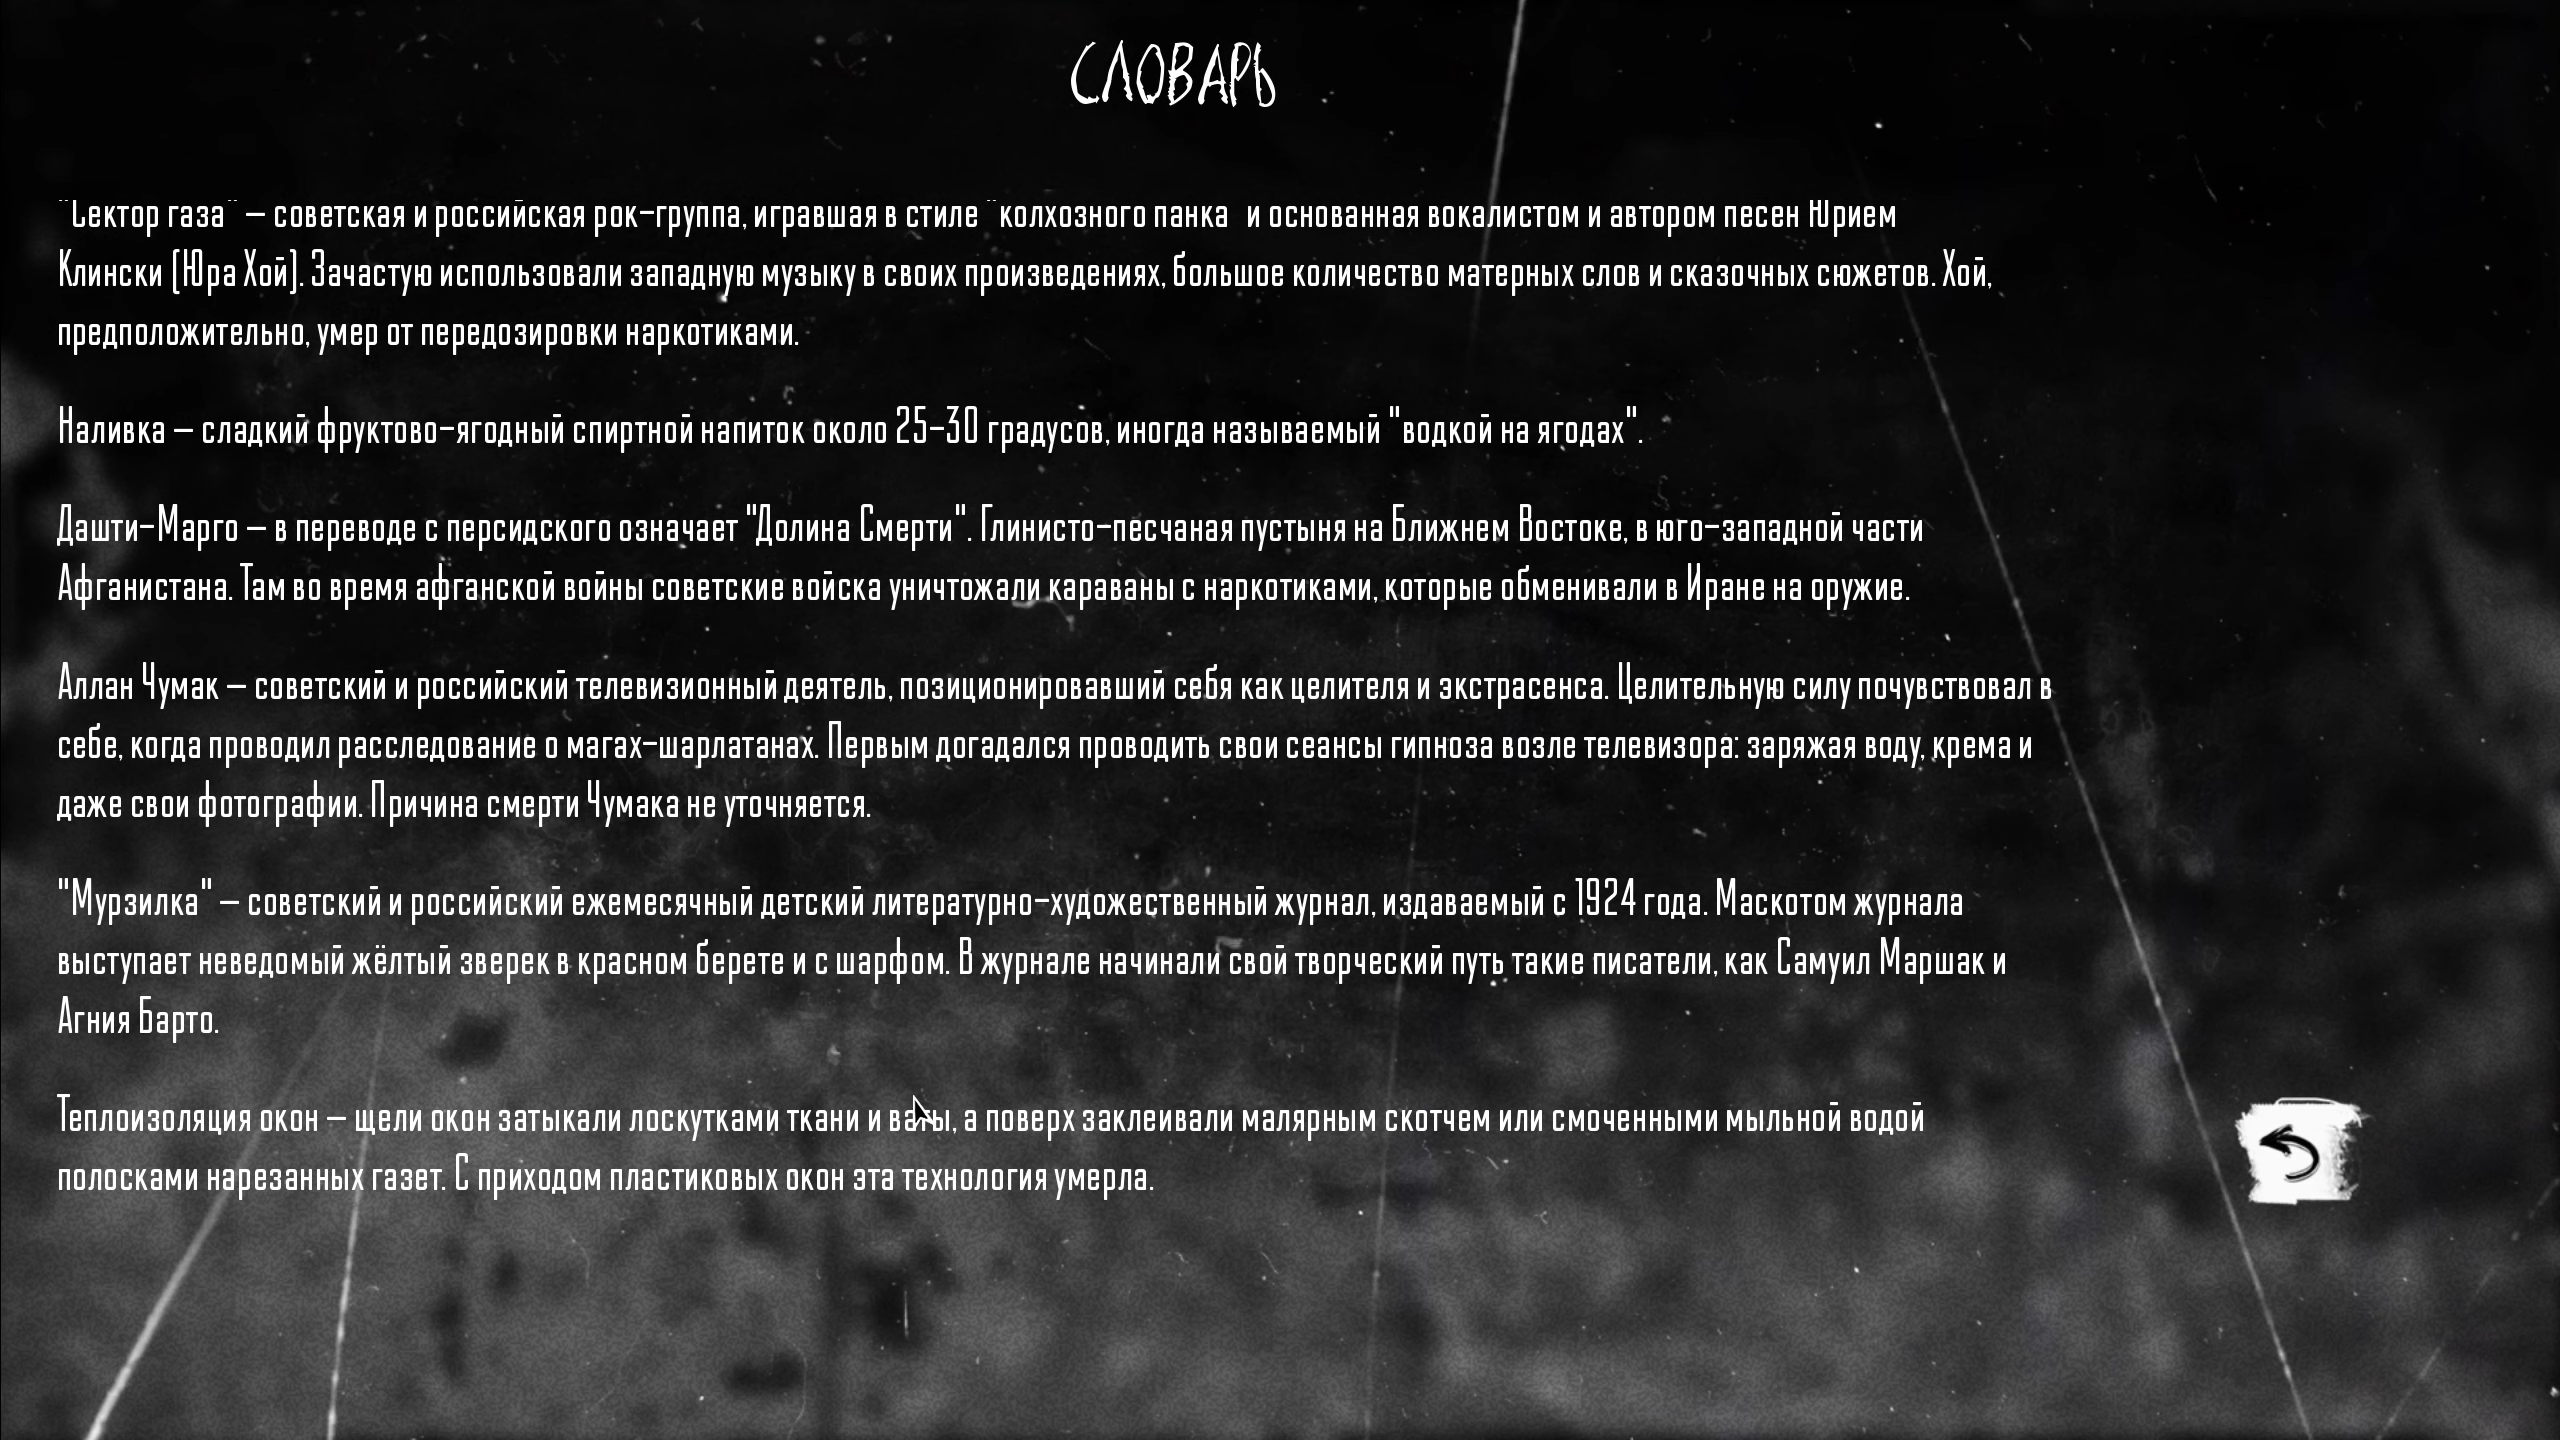 СЛОВАРЬ
"Сектор газа" – советская и российская рок-группа, игравшая в стиле "колхозного панка" и основанная вокалистом и автором песен Юрием
Клински (Юра Хой). Зачастую использовали западную музыку в своих произведениях, большое количество матерных слов и сказочных сюжетов. Хой,
предположительно, умер от передозировки наркотиками.
Наливка – сладкий фруктово-ягодный спиртной напиток около 25-30 градусов, иногда называемый "водкой на ягодах".
Дашти-Марго – в переводе с персидского означает "Долина Смерти". Глинисто-песчаная пустыня на Ближнем Востоке, в юго-западной части
Афганистана. Там во время афганской войны советские войска уничтожали караваны с наркотиками, которые обменивали в Иране на оружие.
Аллан Чумак – советский и российский телевизионный деятель, позиционировавший себя как целителя и экстрасенса. Целительную силу почувствовал в
себе, когда проводил расследование о магах-шарлатанах. Первым догадался проводить свои сеансы гипноза возле телевизора: заряжая воду, крема и
даже свои фотографии. Причина смерти Чумака не уточняется.
"Мурзилка" – советский и российский ежемесячный детский литературно-художественный журнал, издаваемый с 1924 года. Маскотом журнала
выступает неведомый жёлтый зверек в красном берете и с шарфом. В журнале начинали свой творческий путь такие писатели, как Самуил Маршак и
Агния Барто.
Теплоизоляция окон – щели окон затыкали лоскутками ткани и ваты, а поверх заклеивали малярным скотчем или смоченными мыльной водой
полосками нарезанных газет. С приходом пластиковых окон эта технология умерла.